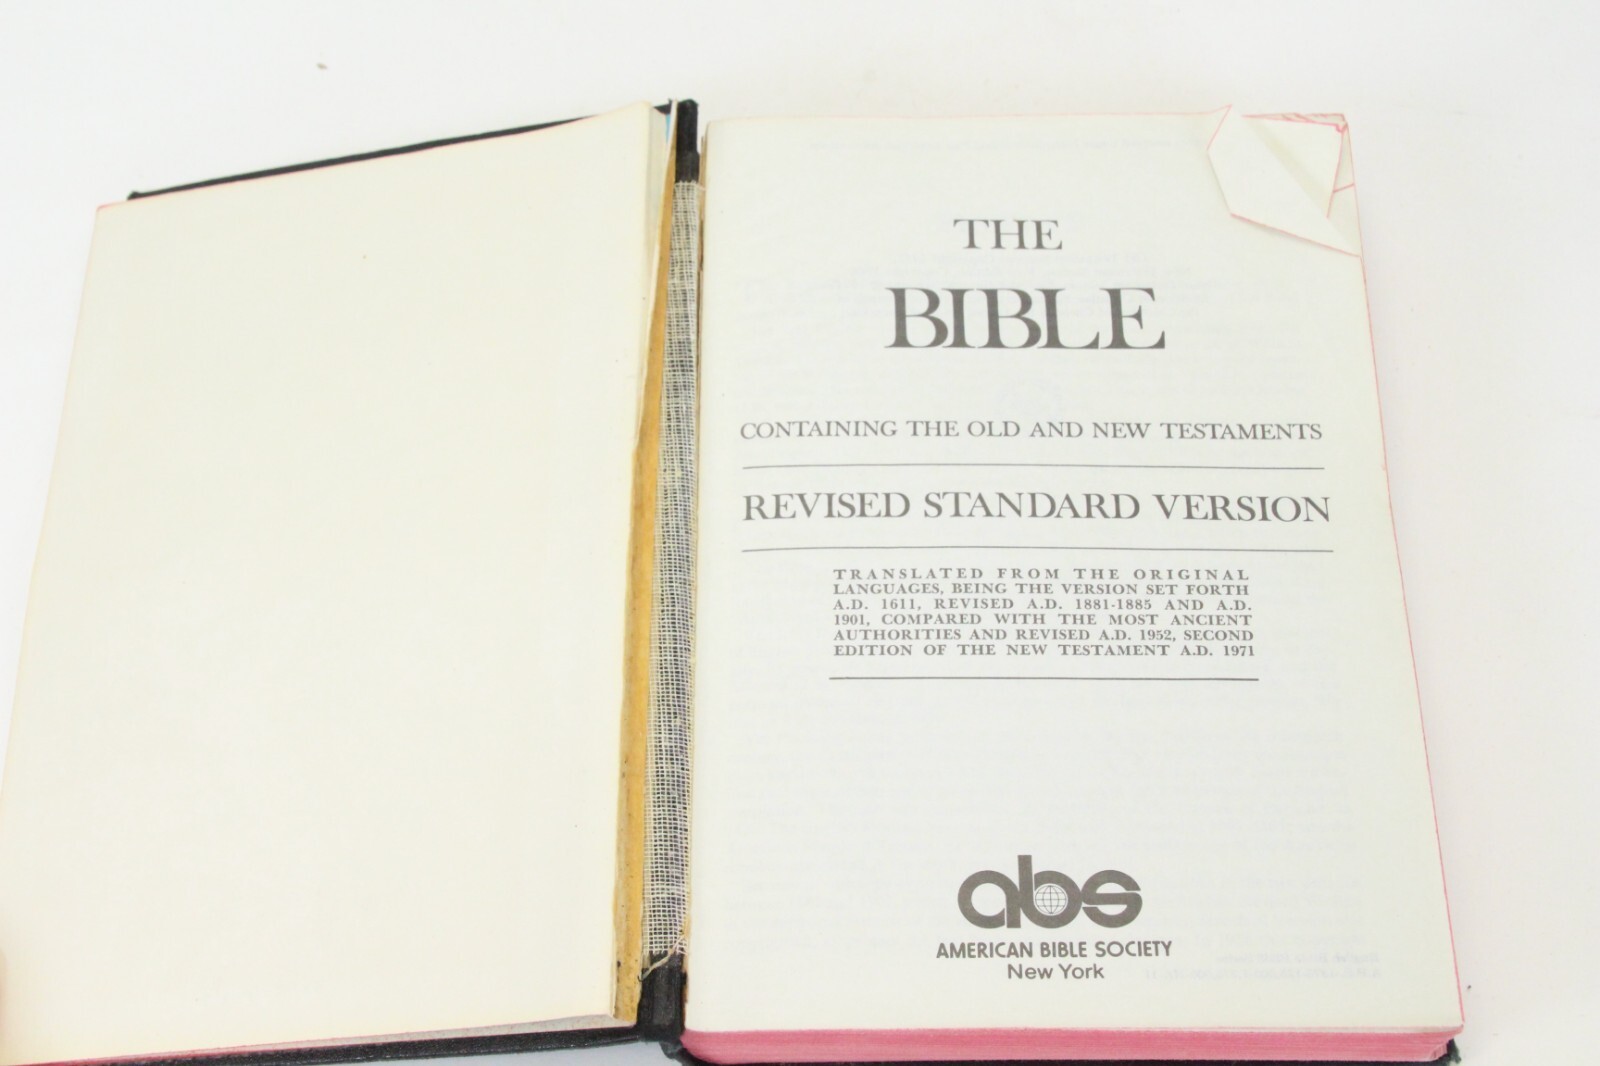 THE
BIBLE
CONTAINING THE OLD AND NEW TESTAMENTS
REVISED STANDARD VERSION
TRANSLATED FROM THE ORIGINAL
LANGUAGES, BEING THE VERSION SET FORTH
A.D. 1611, REVISED A.D. 1881-1885 AND A.D.
1901, COMPARED WITH THE MOST ANCIENT
AUTHORITIES AND REVISED A.D. 1952, SECOND
EDITION OF THE NEW TESTAMENT A.D. 1971
abs
AMERICAN BIBLE SOCIETY
New York